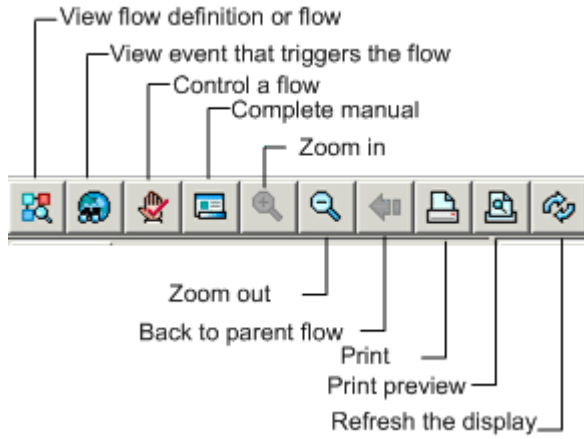 View flow definition or flow
View event that triggers the flow
Control a flow
Complete manual
Zoom in
Zoom out
Back to parent flow
Print
Print preview
Refresh the display